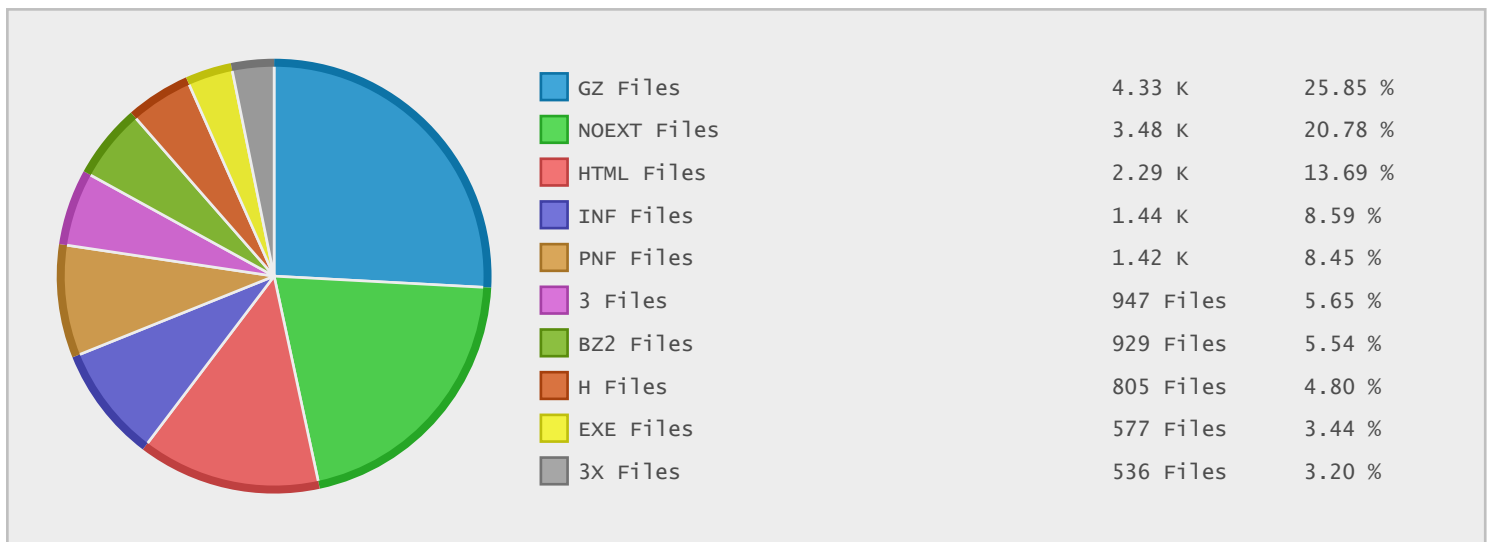 GZ Files 4.33 K 25.85 %
NOEXT Files 3.48 K 20.78 %
HTML Files 2.29 K 13.69 %
INF Files 1.44 K 8.59 %
PNF Files 1.42 K 8.45 %
3 Files 947 Files 5.65 %
BZ2 Files 929 Files 5.54 %
H Files 805 Files 4.80 %
EXE Files 577 Files 3.44 %
3X Files 536 Files 3.20 %